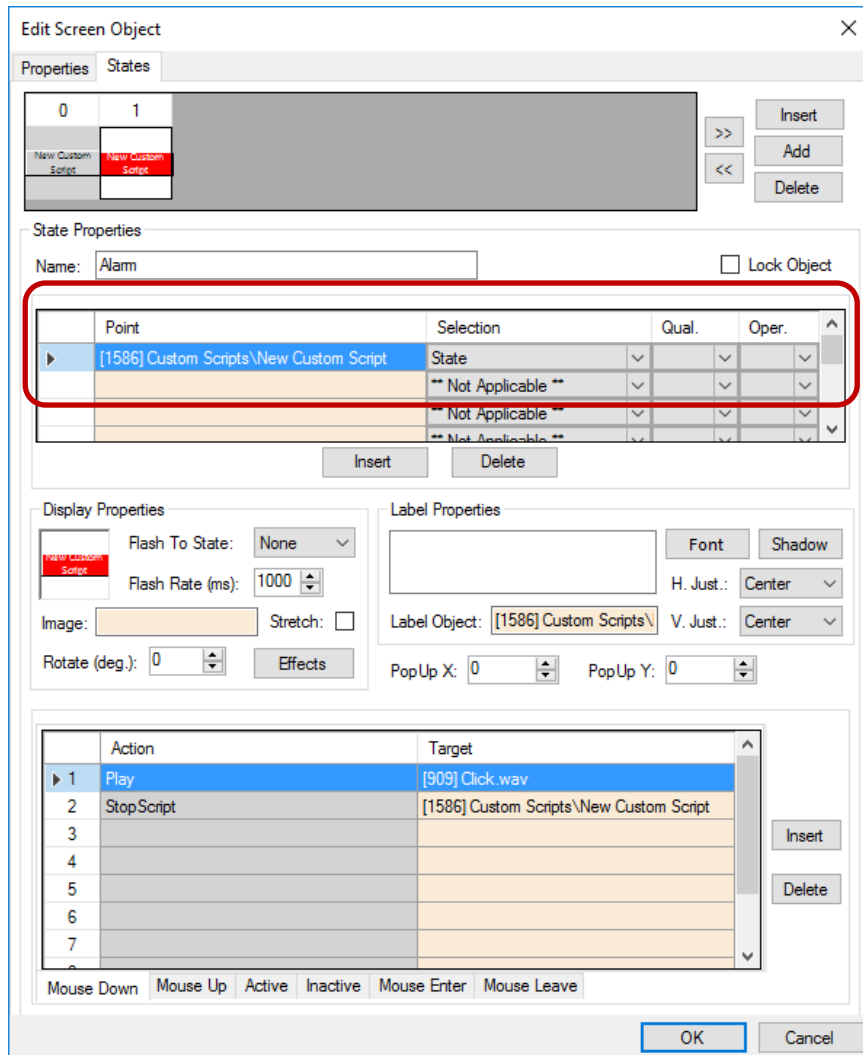 Edit Screen Object
Properties States
0 1
New Custom Script
New Custom Script
>>
<<
Insert
Add
Delete
State Properties
Name: Alarm
Lock Object
Point Selection Qual. Oper.
[1586] Custom Scripts\New Custom Script State
** Not Applicable **
** Not Applicable **
** Not Applicable **
Insert Delete
Display Properties
New Custom
Script
Flash To State: None
Flash Rate (ms): 1000
Image: Stretch:
Rotate (deg.): 0 Effects
Label Properties
Font Shadow
H. Just.: Center
Label Object: [1586] Custom Scripts\ V. Just.: Center
PopUp X: 0 PopUp Y: 0
Action Target
1 Play [909] Click.wav
2 StopScript [1586] Custom Scripts\New Custom Script
3
4
5
6
7
Insert
Delete
Mouse Down Mouse Up Active Inactive Mouse Enter Mouse Leave
OK Cancel